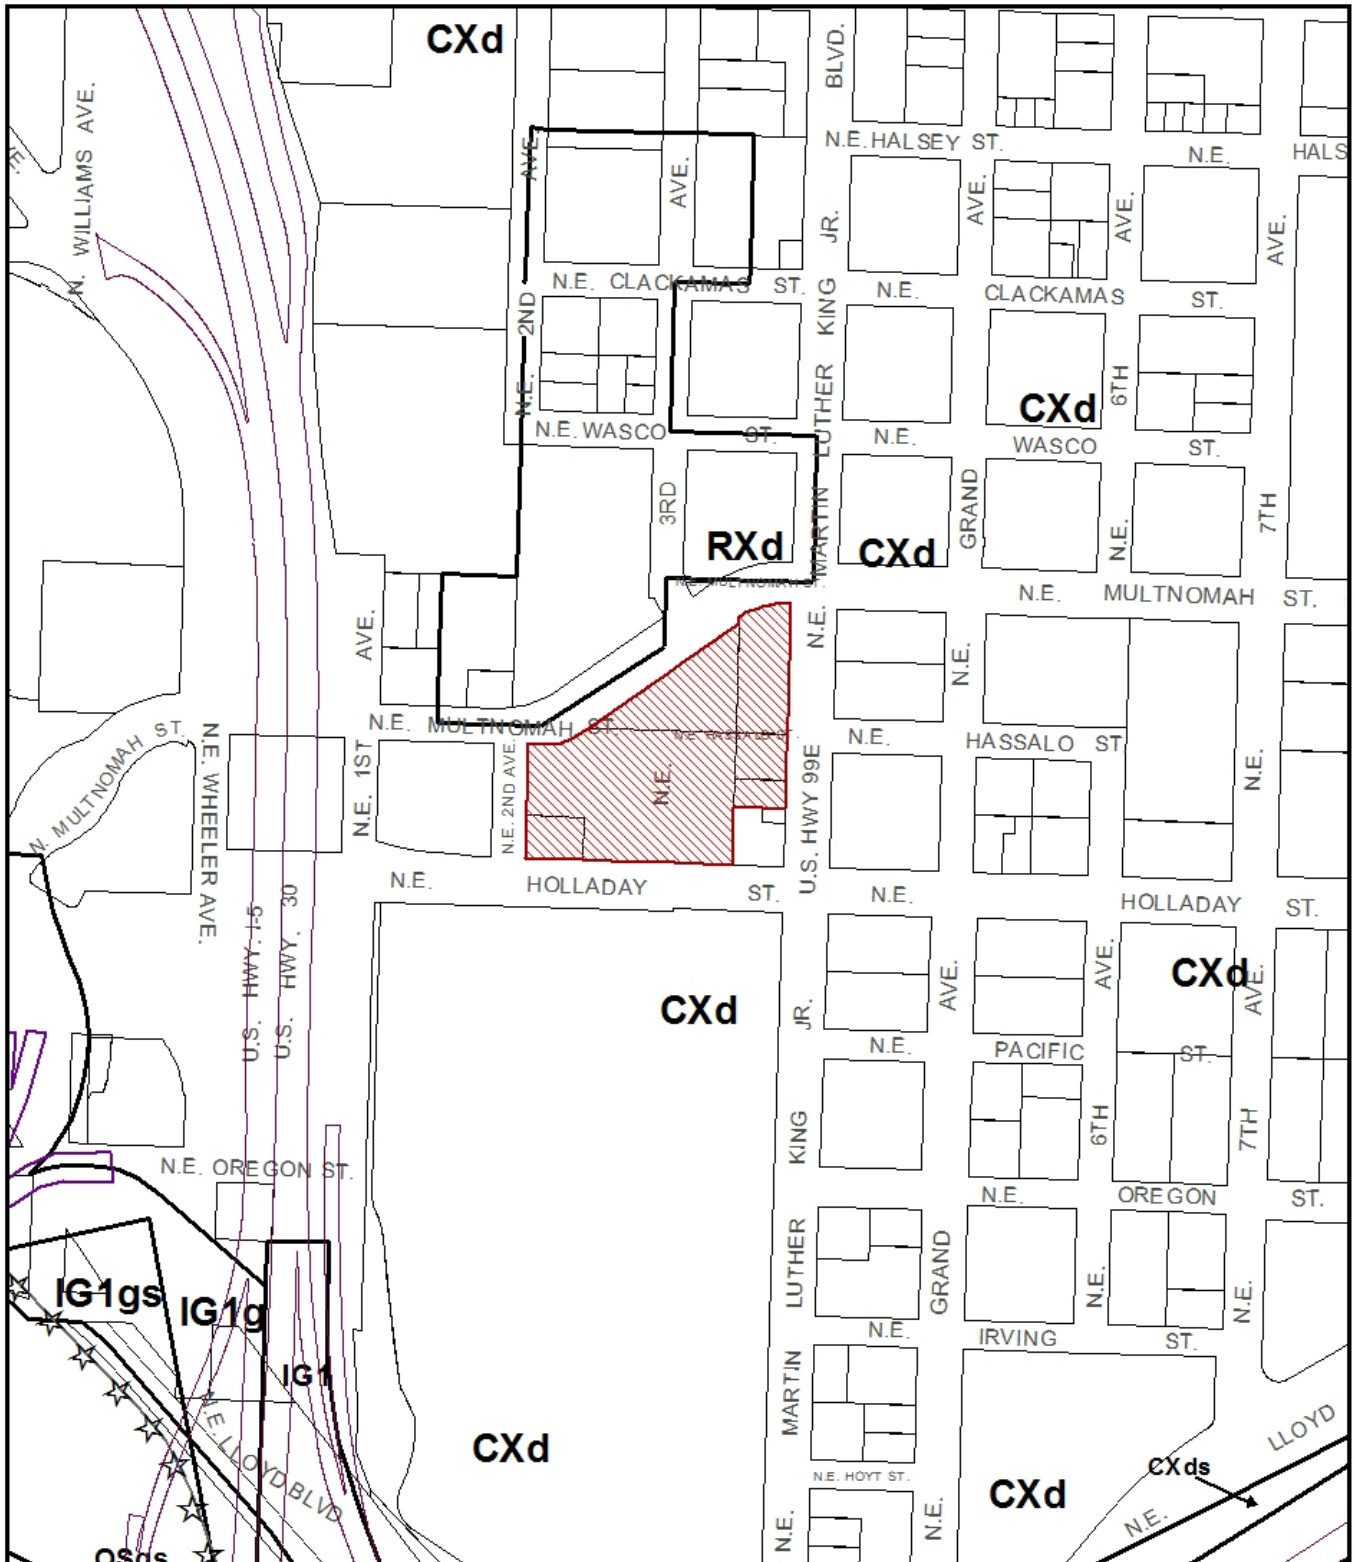 CXd
BLVD.
N. WILLIAMS AVE.
N.E. HALSEY ST.
N.E.
HALS
AVE.
AVE.
AVE.
AVE.
AVE.
JR.
N.E. CLACKAMAS ST.
N.E.
CLACKAMAS
ST.
N.E. 2ND
KING
6TH
CXd
LUTHER
N.E. WASCO ST.
N.E.
WASCO
ST.
3RD
GRAND
7TH
MARTIN
RXd
CXd
N.E.
N.E. MULTNOMAH ST.
N.E.
MULTNOMAH
ST.
AVE.
N.E.
N.E.
N.E. MULTNOMAH ST.
N. MULTNOMAH ST.
N.E. HASSALO ST.
N.E.
HASSALO ST
N.E. WHEELER AVE.
N.E. 1ST
N.E. 2ND AVE.
N.E.
U.S. HWY 99E
N.E.
N.E.
HOLLADAY
ST.
N.E.
HOLLADAY
ST.
U.S. HWY. I-5
U.S. HWY. 30
CXd
CXd
JR.
AVE.
AVE.
AVE.
N.E.
PACIFIC
ST.
KING
6TH
7TH
N.E. OREGON ST.
N.E.
OREGON
ST.
LUTHER
GRAND
N.E.
N.E.
IG1gs
IG1g
IG1
N.E.
IRVING
ST.
MARTIN
N.E. LLOYD BLVD
CXd
N.E. HOYT ST.
N.E.
N.E.
CXd
CXds
N.E.
LLOYD
OSgs